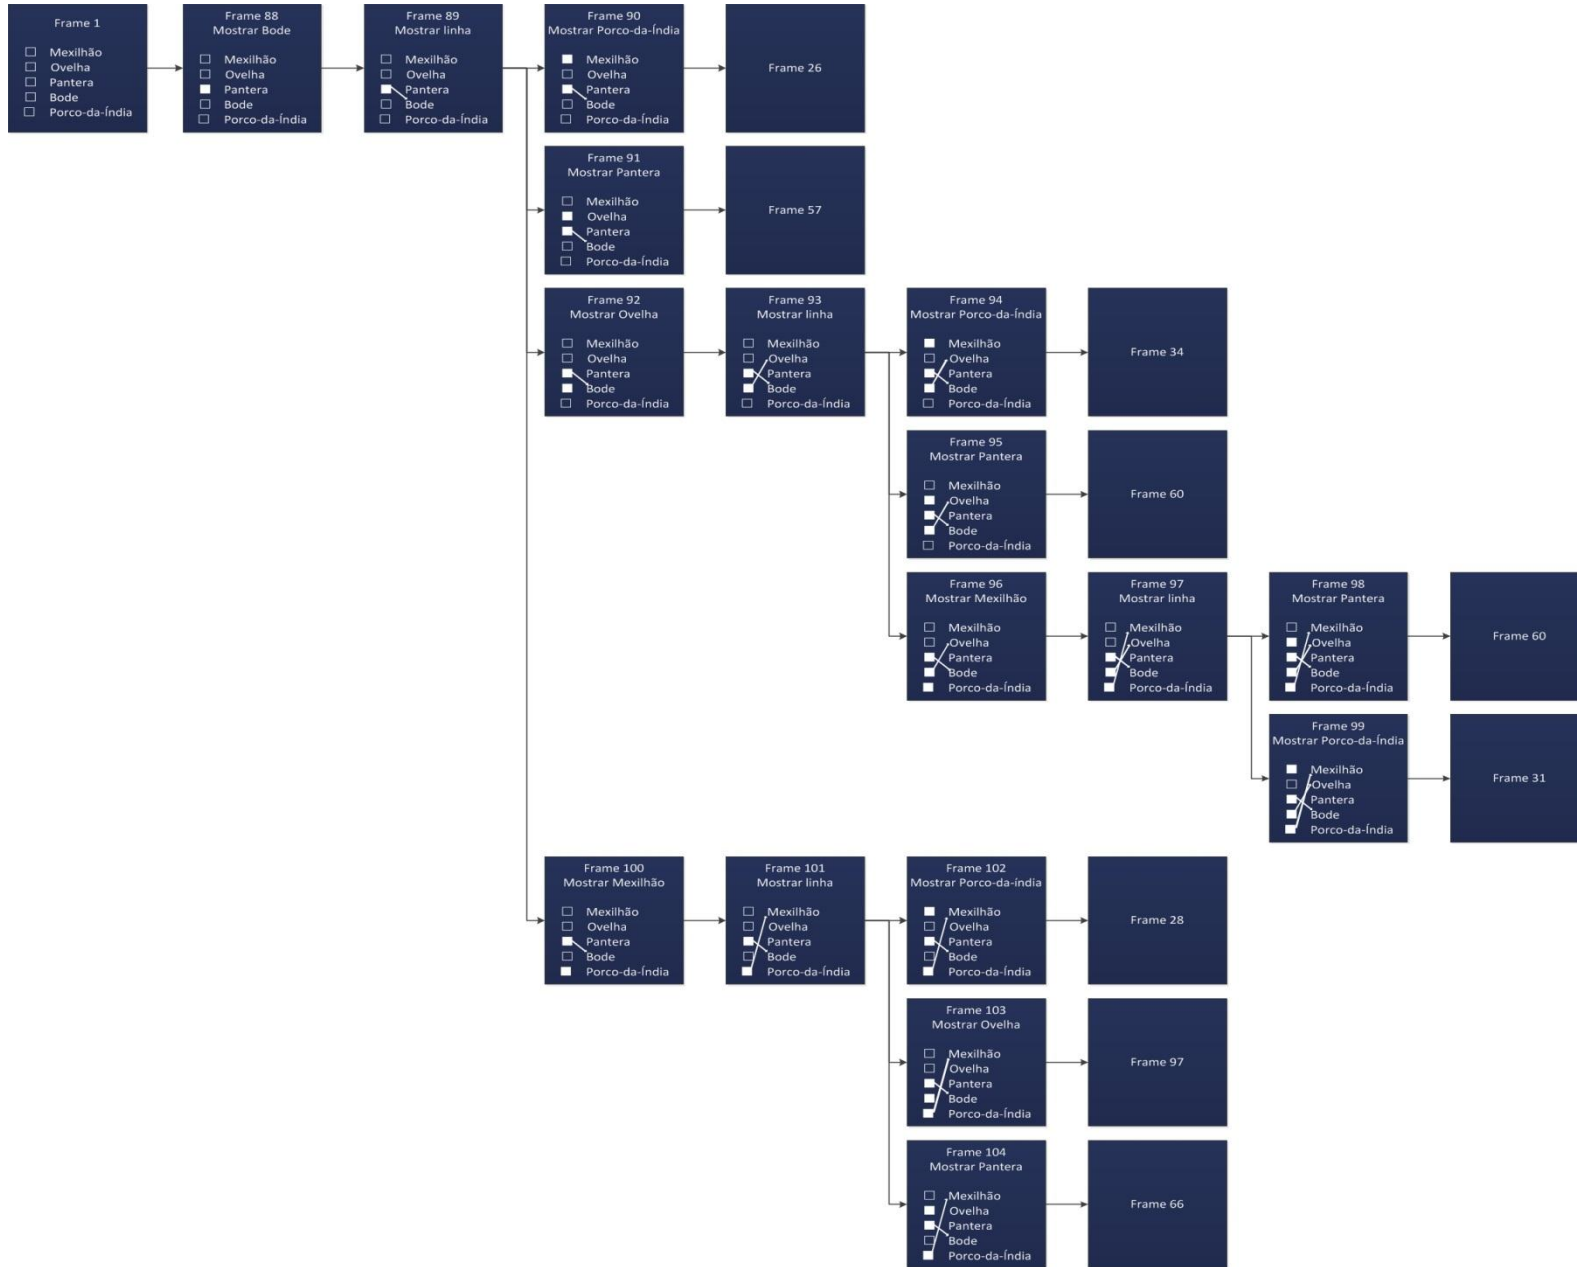 Frame 1
Mexilhão
Ovelha
Pantera
Bode
Porco-da-Índia
Frame 88
Mostrar Bode
Mexilhão
Ovelha
Pantera
Bode
Porco-da-Índia
Frame 89
Mostrar linha
Mexilhão
Ovelha
Pantera
Bode
Porco-da-Índia
Frame 90
Mostrar Porco-da-Índia
Mexilhão
Ovelha
Pantera
Bode
Porco-da-Índia
Frame 26
Frame 91
Mostrar Pantera
Mexilhão
Ovelha
Pantera
Bode
Porco-da-Índia
Frame 57
Frame 92
Mostrar Ovelha
Mexilhão
Ovelha
Pantera
Bode
Porco-da-Índia
Frame 93
Mostrar linha
Mexilhão
Ovelha
Pantera
Bode
Porco-da-Índia
Frame 94
Mostrar Porco-da-Índia
Mexilhão
Ovelha
Pantera
Bode
Porco-da-Índia
Frame 34
Frame 95
Mostrar Pantera
Mexilhão
Ovelha
Pantera
Bode
Porco-da-Índia
Frame 60
Frame 96
Mostrar Mexilhão
Mexilhão
Ovelha
Pantera
Bode
Porco-da-Índia
Frame 97
Mostrar linha
Mexilhão
Ovelha
Pantera
Bode
Porco-da-Índia
Frame 98
Mostrar Pantera
Mexilhão
Ovelha
Pantera
Bode
Porco-da-Índia
Frame 60
Frame 99
Mostrar Porco-da-Índia
Mexilhão
Ovelha
Pantera
Bode
Porco-da-Índia
Frame 31
Frame 100
Mostrar Mexilhão
Mexilhão
Ovelha
Pantera
Bode
Porco-da-Índia
Frame 101
Mostrar linha
Mexilhão
Ovelha
Pantera
Bode
Porco-da-Índia
Frame 102
Mostrar Porco-da-índia
Mexilhão
Ovelha
Pantera
Bode
Porco-da-Índia
Frame 28
Frame 103
Mostrar Ovelha
Mexilhão
Ovelha
Pantera
Bode
Porco-da-Índia
Frame 97
Frame 104
Mostrar Pantera
Mexilhão
Ovelha
Pantera
Bode
Porco-da-Índia
Frame 66